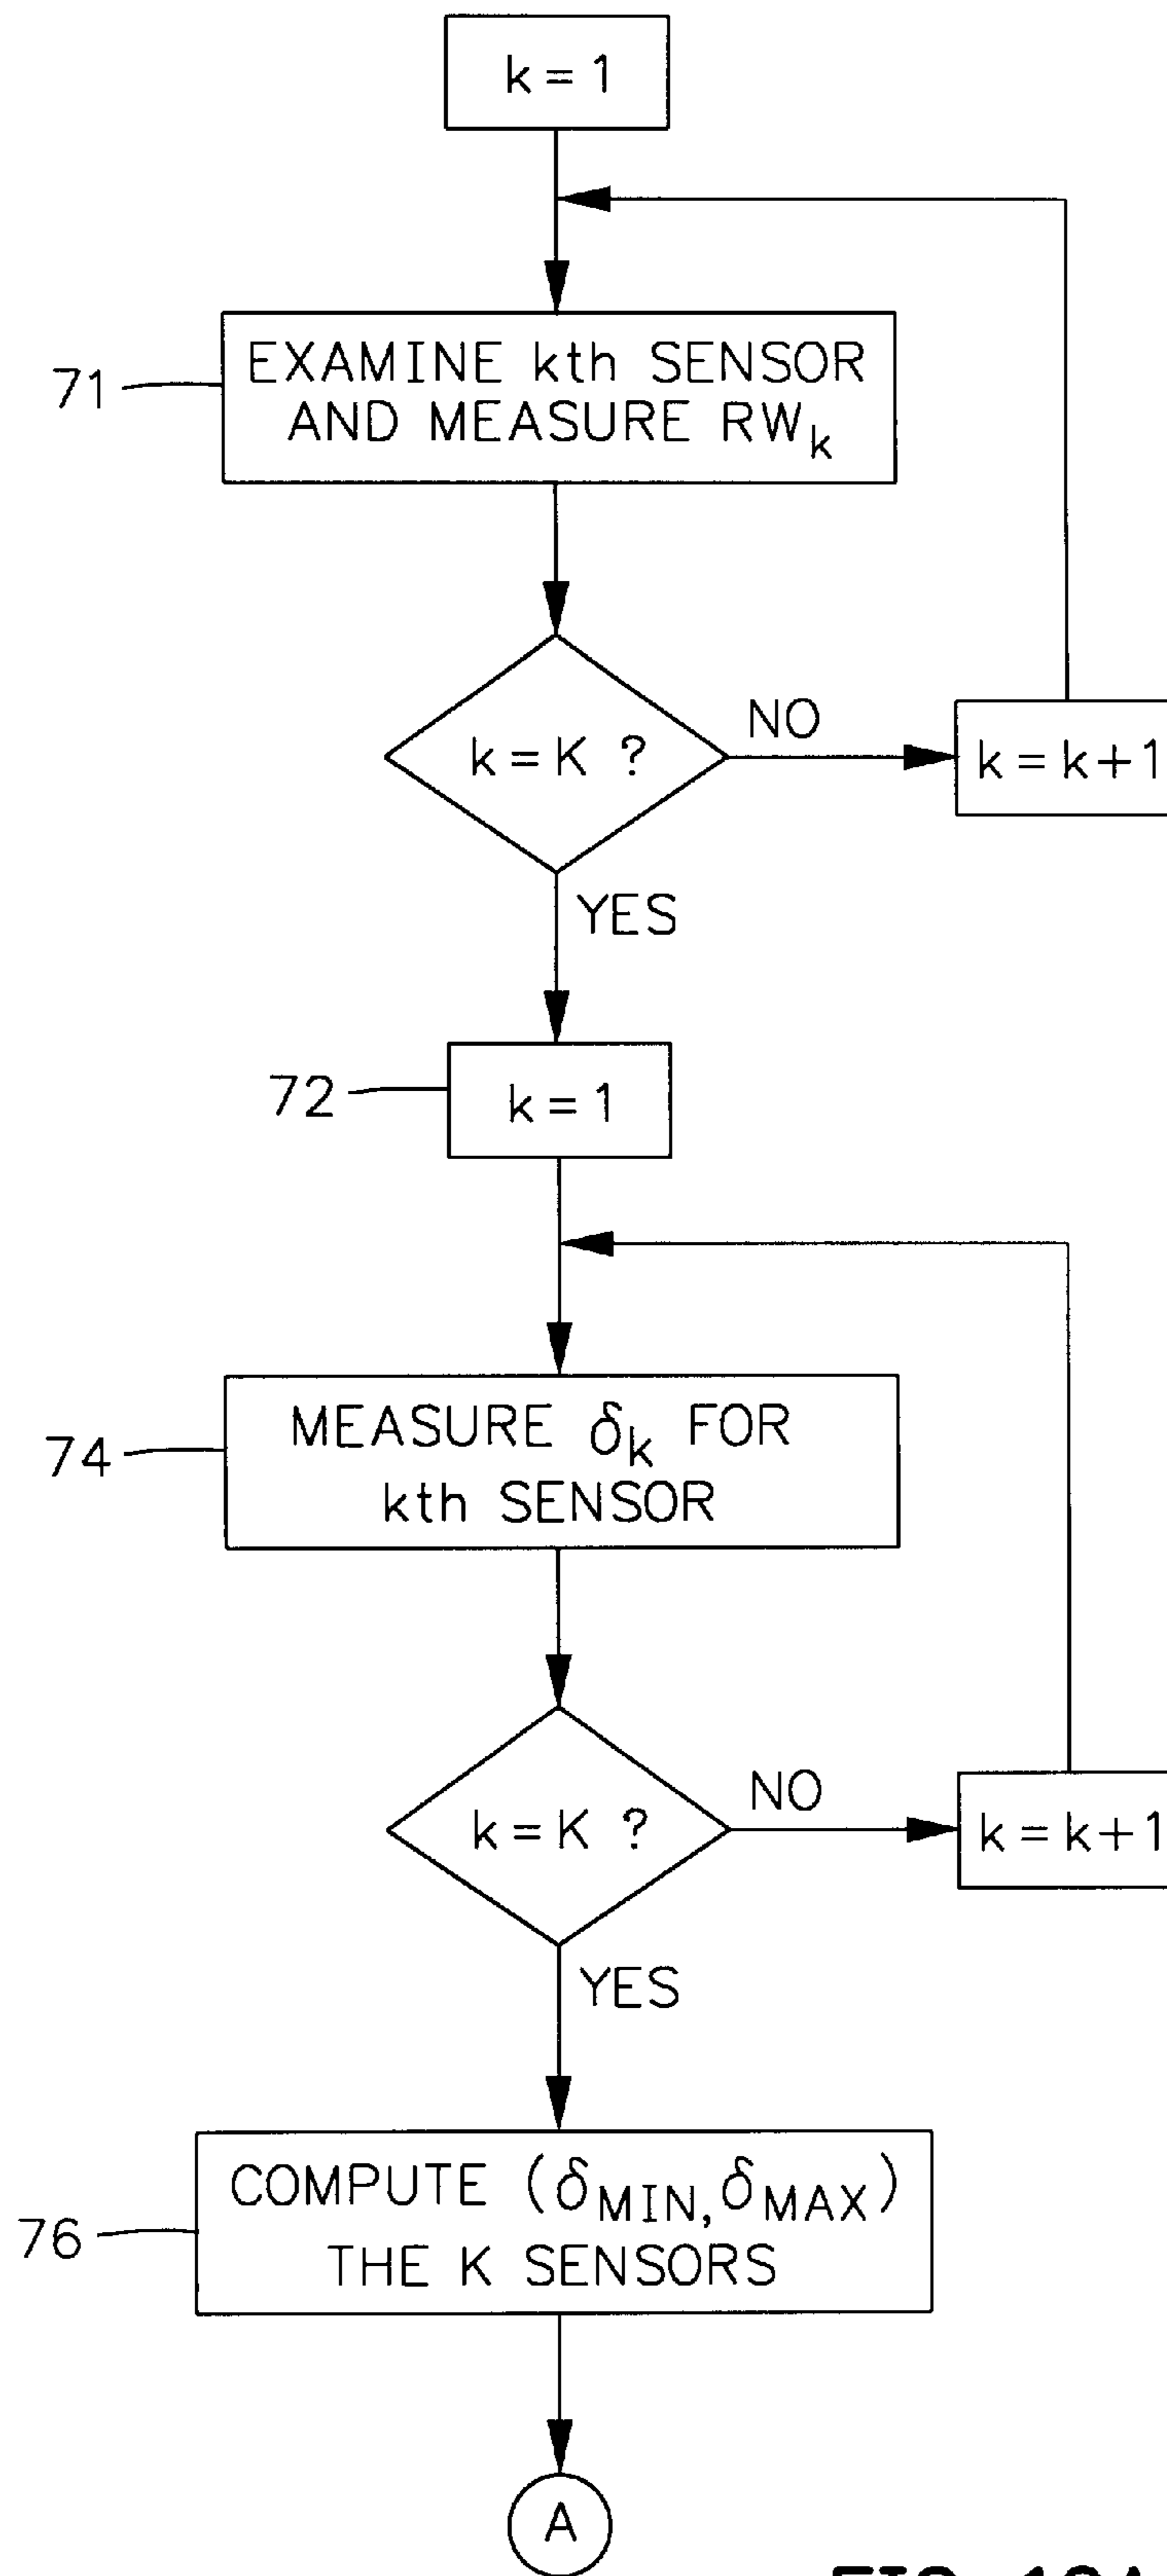 k = 1
71
EXAMINE kth SENSOR
AND MEASURE RWk
k = K ?
NO
k = k+1
YES
72
k = 1
74
MEASURE δk FOR
kth SENSOR
k = K ?
NO
k = k+1
YES
76
COMPUTE (δMIN, δMAX)
THE K SENSORS
A